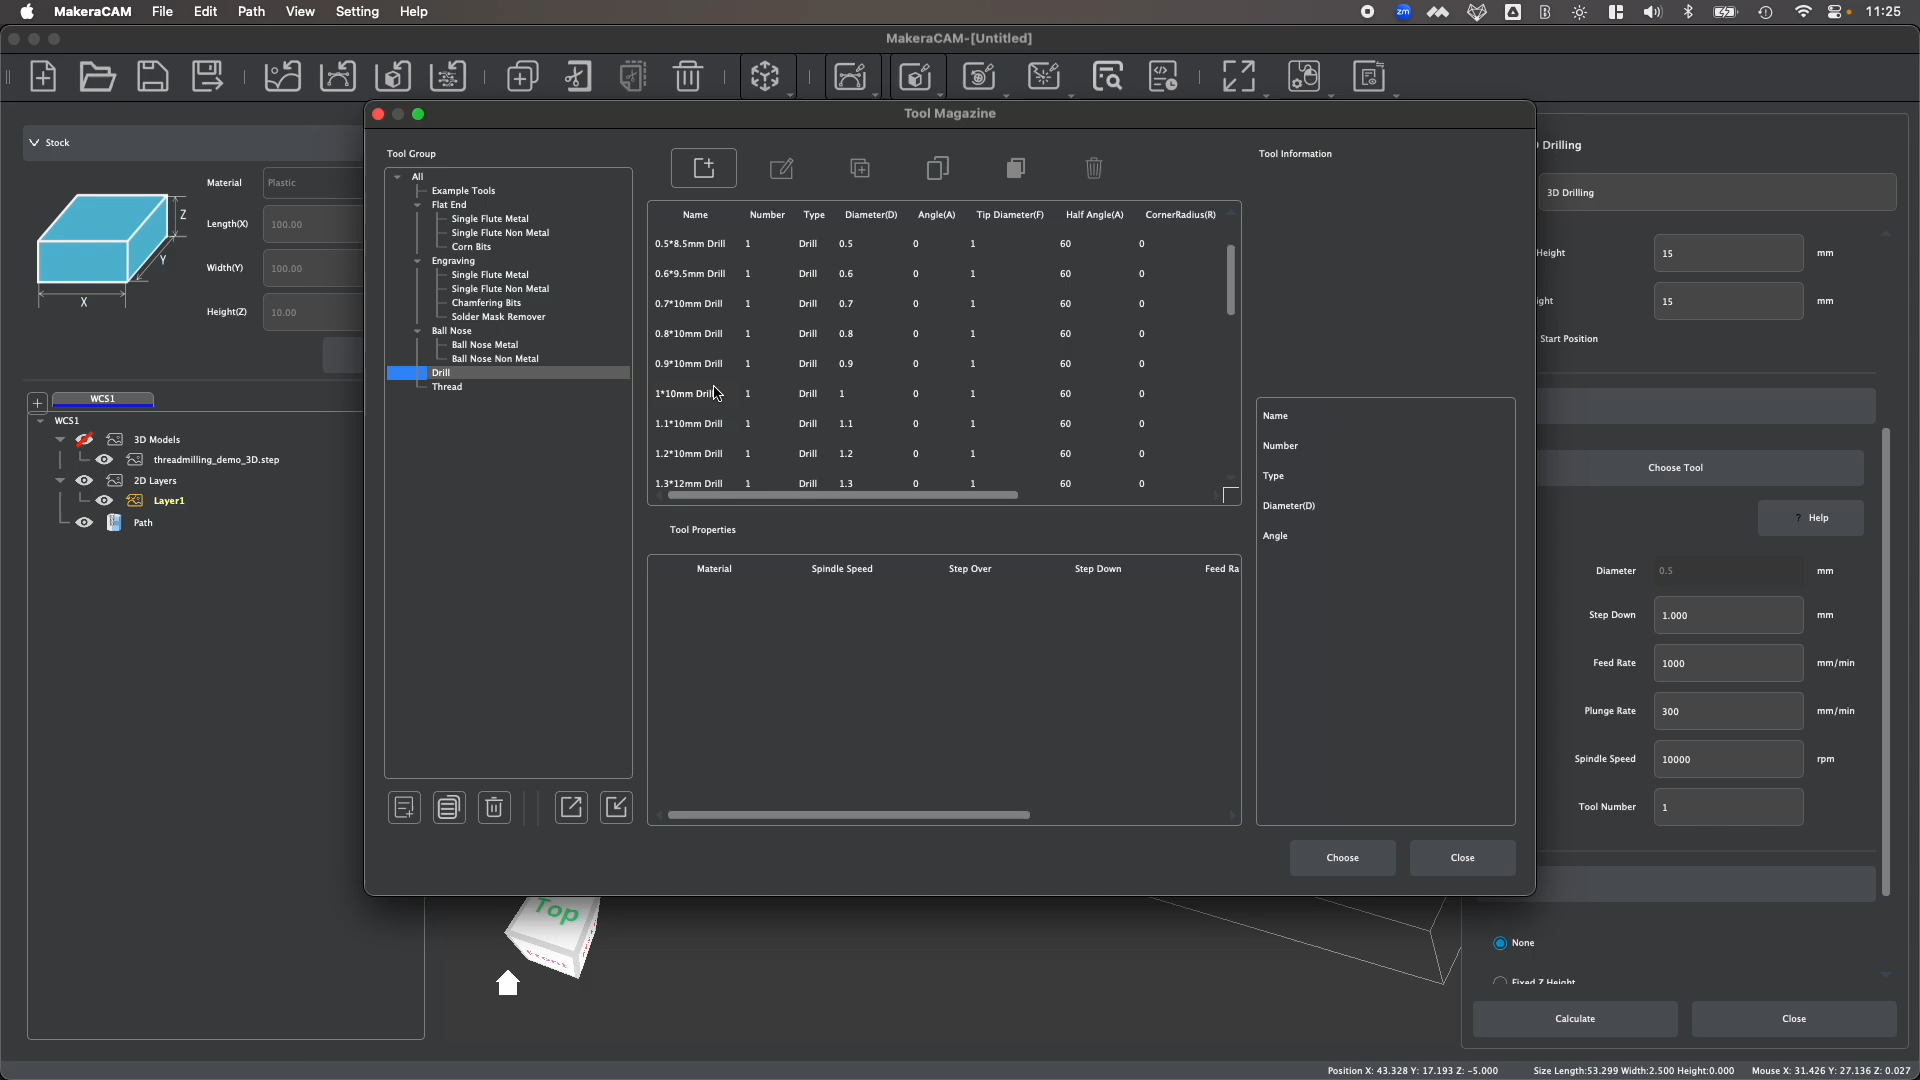 MakeraCAM File Edit Path View Setting Help
zm
11:25
MakeraCAM-[Untitled]
Tool Magazine
Stock
Material Plastic
Length(X) 100.00
Width(Y) 100.00
Height(Z) 10.00
Z
Y
X
+ WCS1
WCS1
3D Models
threadmilling_demo_3D.step
2D Layers
Layer1
Path
Tool Group
All
Example Tools
Flat End
Single Flute Metal
Single Flute Non Metal
Corn Bits
Engraving
Single Flute Metal
Single Flute Non Metal
Chamfering Bits
Solder Mask Remover
Ball Nose
Ball Nose Metal
Ball Nose Non Metal
Drill
Thread
Name Number Type Diameter(D) Angle(A) Tip Diameter(F) Half Angle(A) CornerRadius(R)
0.5*8.5mm Drill 1 Drill 0.5 0 1 60 0
0.6*9.5mm Drill 1 Drill 0.6 0 1 60 0
0.7*10mm Drill 1 Drill 0.7 0 1 60 0
0.8*10mm Drill 1 Drill 0.8 0 1 60 0
0.9*10mm Drill 1 Drill 0.9 0 1 60 0
1*10mm Drill 1 Drill 1 0 1 60 0
1.1*10mm Drill 1 Drill 1.1 0 1 60 0
1.2*10mm Drill 1 Drill 1.2 0 1 60 0
1.3*12mm Drill 1 Drill 1.3 0 1 60 0
Tool Properties
Material Spindle Speed Step Over Step Down Feed Ra
Tool Information
Name
Number
Type
Diameter(D)
Angle
Choose Close
Drilling
3D Drilling
Height 15 mm
ight 15 mm
Start Position
Choose Tool
? Help
Diameter 0.5 mm
Step Down 1.000 mm
Feed Rate 1000 mm/min
Plunge Rate 300 mm/min
Spindle Speed 10000 rpm
Tool Number 1
None
Fixed Z Height
Calculate Close
Top
Front
Position X: 43.328 Y: 17.193 Z: -5.000 Size Length:53.299 Width:2.500 Height:0.000 Mouse X: 31.426 Y: 27.136 Z: 0.027